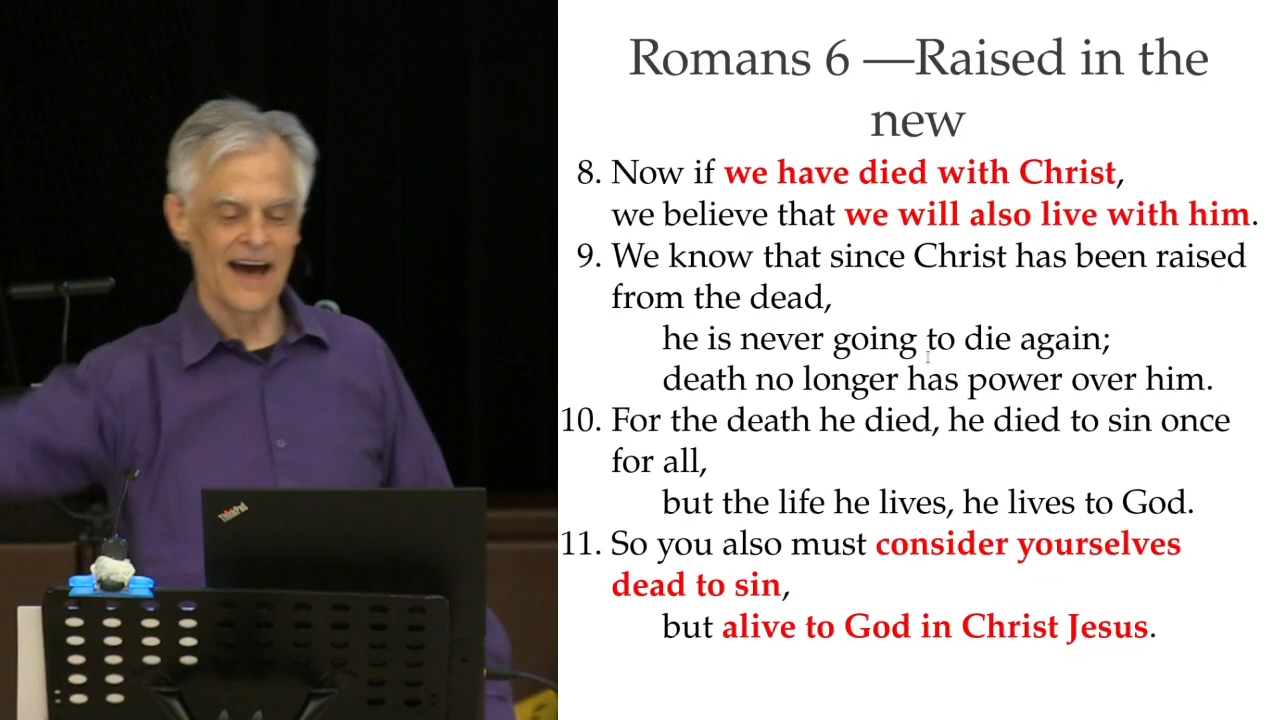 Romans 6 —Raised in the
new
8. Now if we have died with Christ,
we believe that we will also live with him.
9. We know that since Christ has been raised
from the dead,
he is never going to die again;
death no longer has power over him.
10. For the death he died, he died to sin once
for all,
but the life he lives, he lives to God.
11. So you also must consider yourselves
dead to sin,
but alive to God in Christ Jesus.
ThinkPad